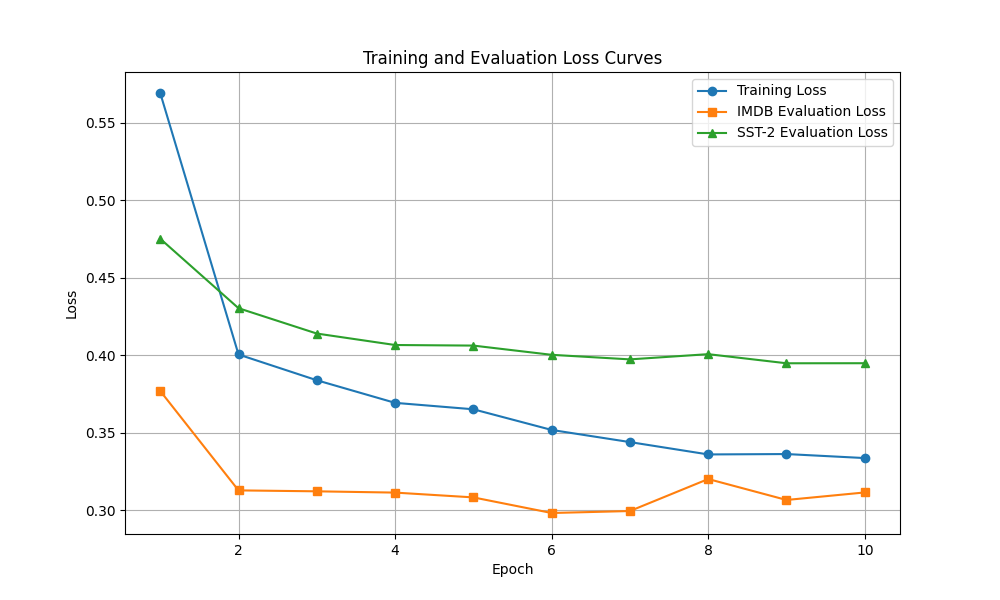 Training and Evaluation Loss Curves
Training Loss
IMDB Evaluation Loss
SST-2 Evaluation Loss
0.55
0.50
0.45
0.40
0.35
0.30
Loss
2 4 6 8 10
Epoch